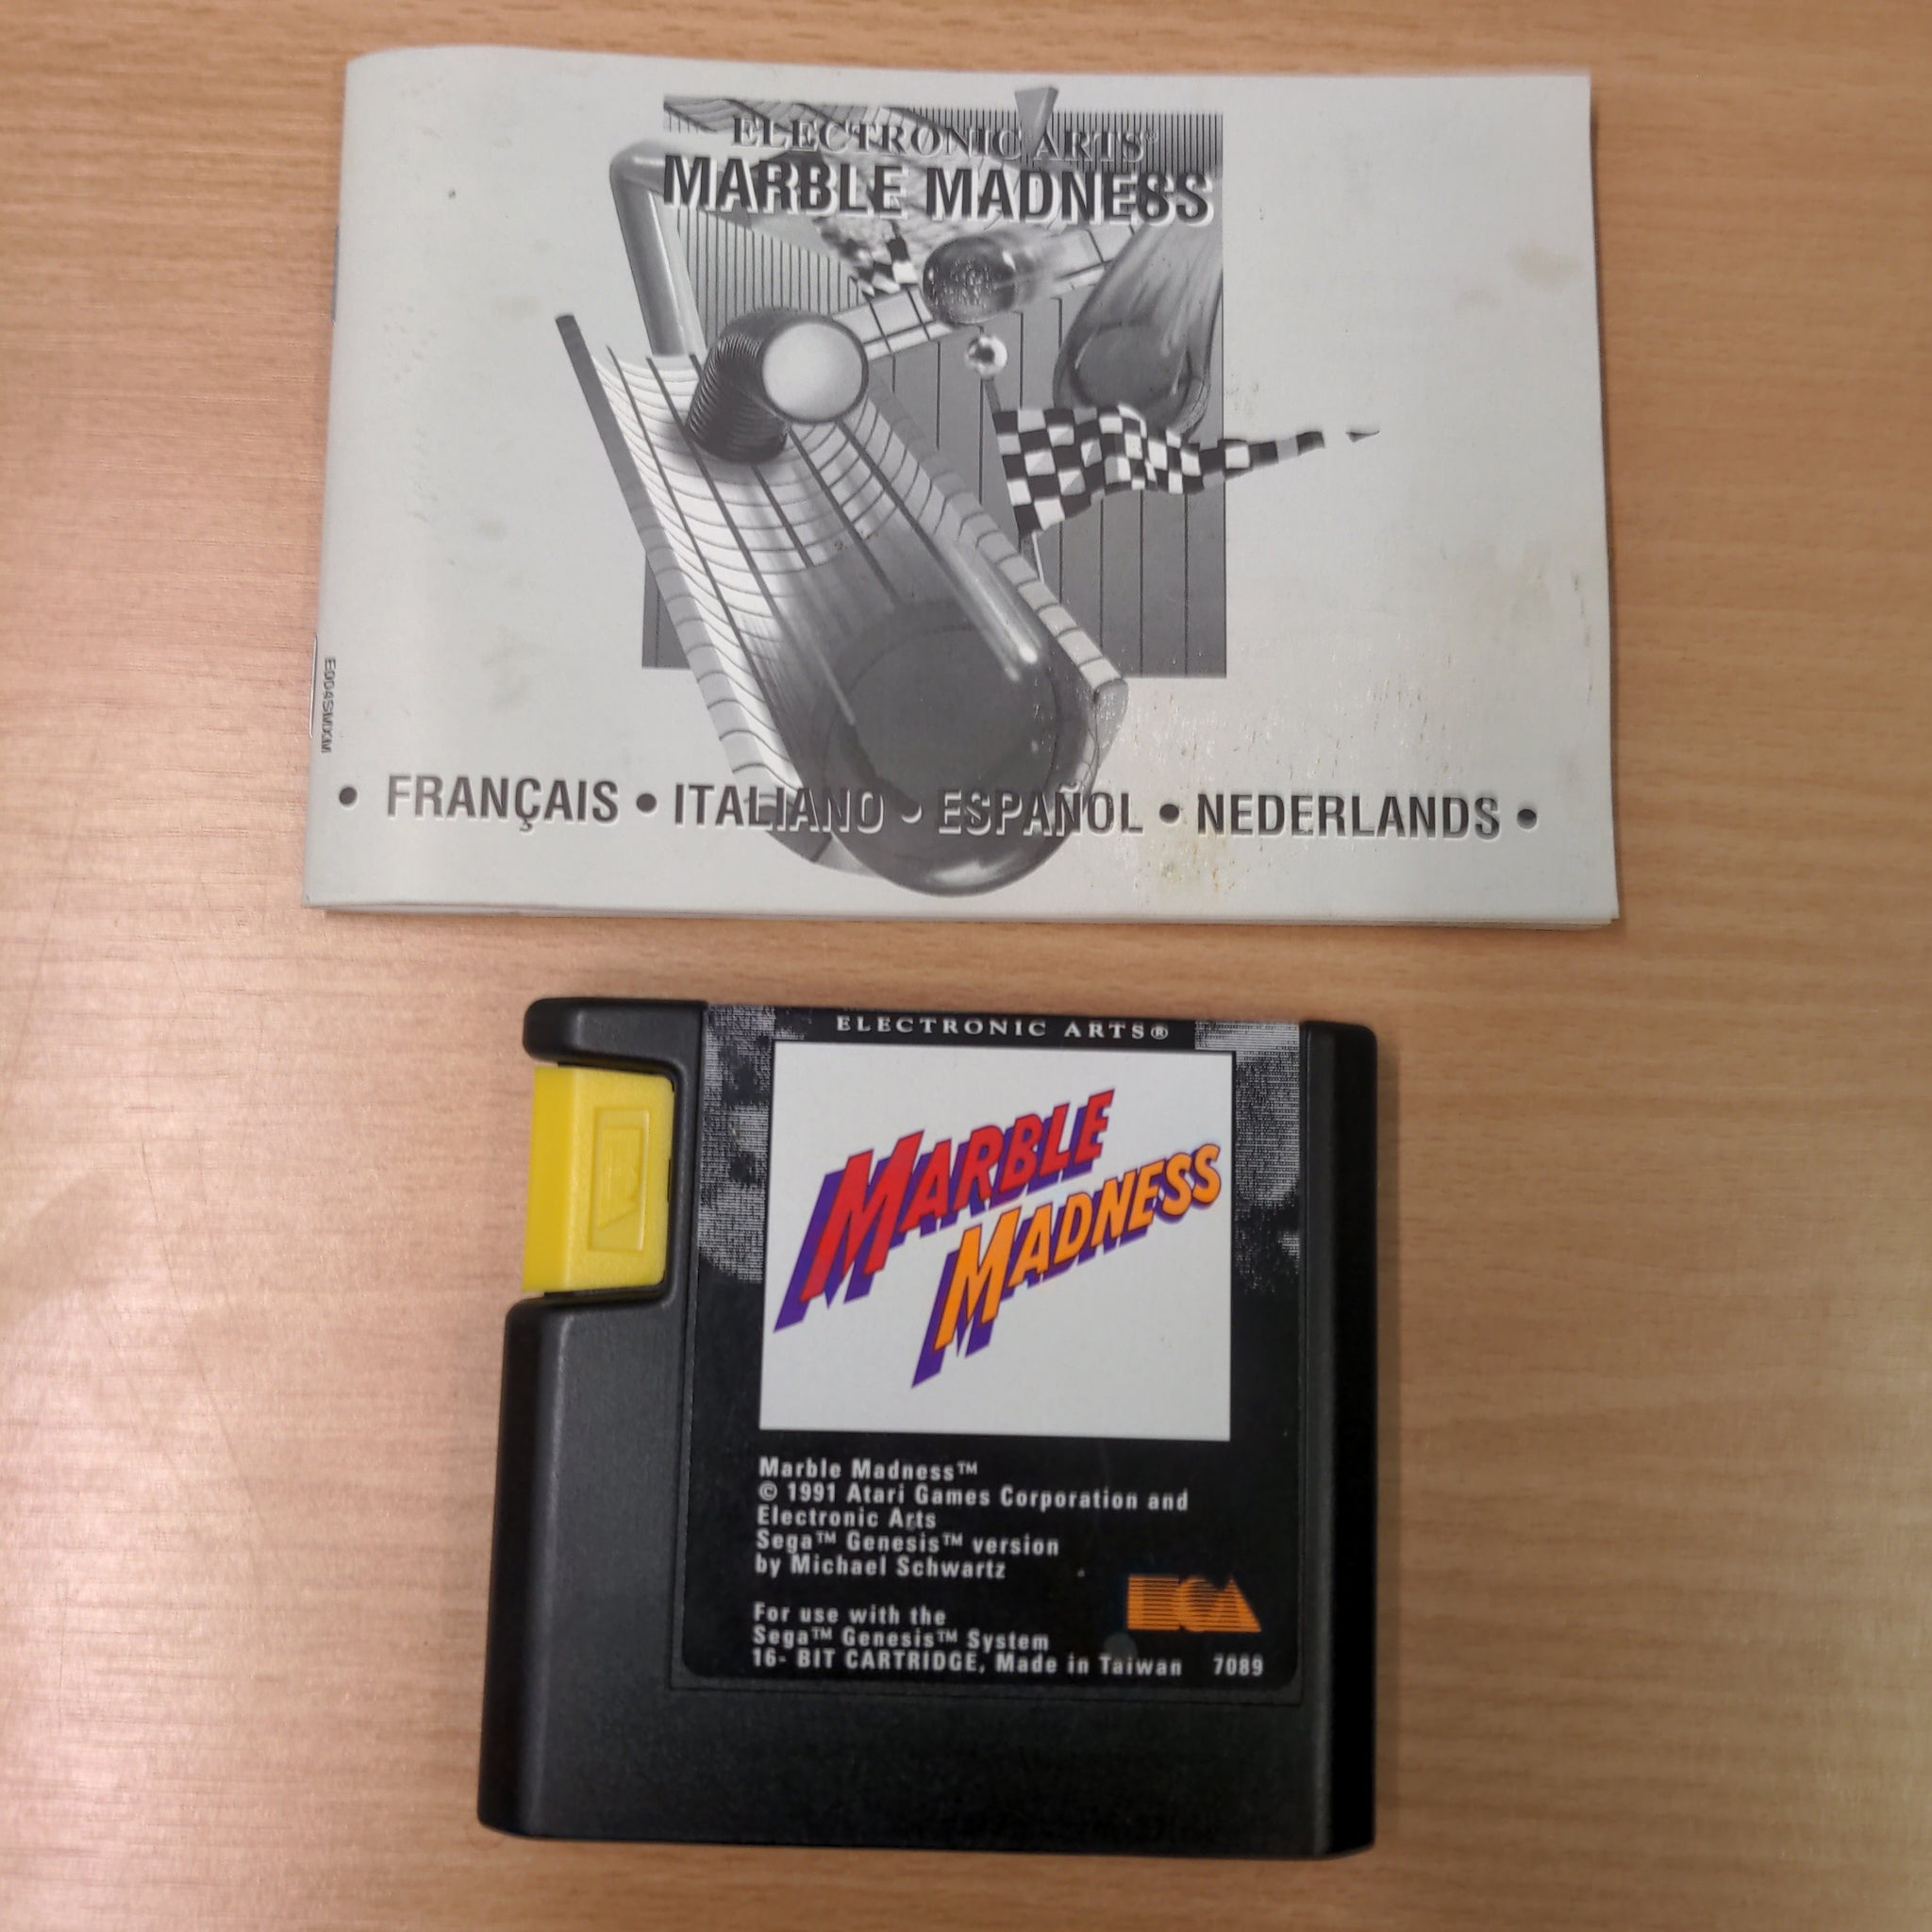 ELECTRONIC ARTS®
MARBLE MADNESS
E004SMXIM
• FRANÇAIS • ITALIANO • ESPAÑOL • NEDERLANDS •
ELECTRONIC ARTS®
MARBLE
MADNESS
Marble Madness™
© 1991 Atari Games Corporation and
Electronic Arts
Sega™ Genesis™ version
by Michael Schwartz
For use with the
Sega™ Genesis™ System
16- BIT CARTRIDGE, Made in Taiwan 7089